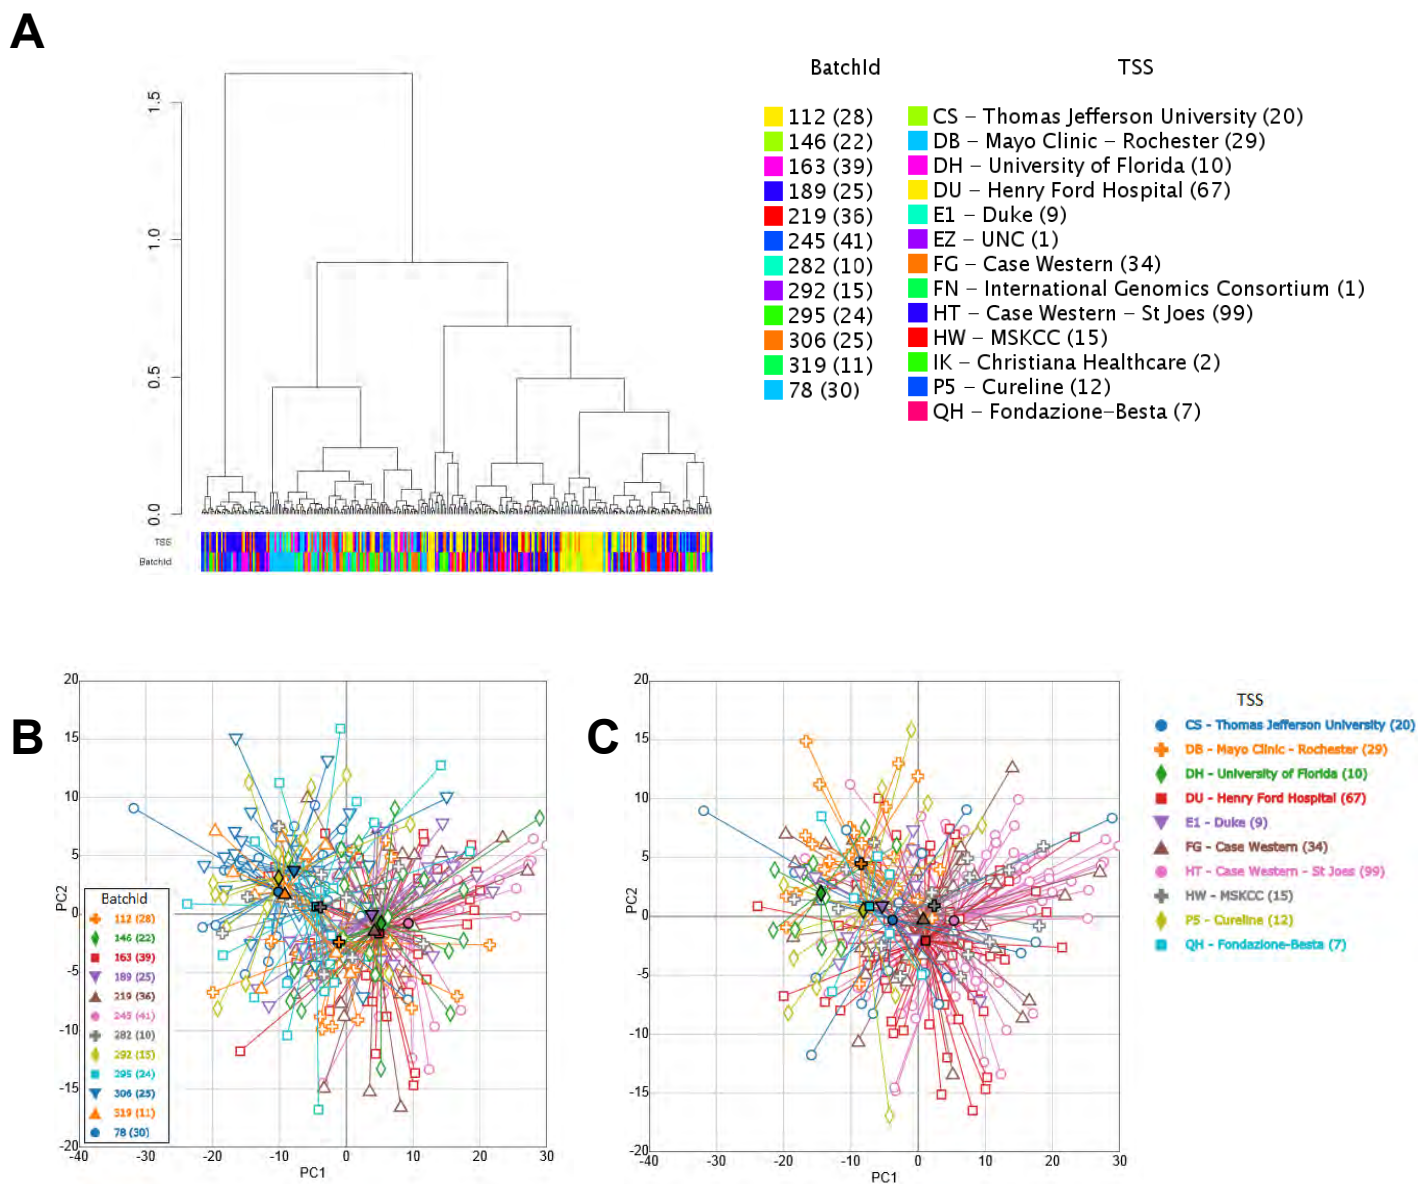 A
BatchId
TSS
112 (28)
146 (22)
163 (39)
189 (25)
219 (36)
245 (41)
282 (10)
292 (15)
295 (24)
306 (25)
319 (11)
78 (30)
CS – Thomas Jefferson University (20)
DB – Mayo Clinic – Rochester (29)
DH – University of Florida (10)
DU – Henry Ford Hospital (67)
E1 – Duke (9)
EZ – UNC (1)
FG – Case Western (34)
FN – International Genomics Consortium (1)
HT – Case Western – St Joes (99)
HW – MSKCC (15)
IK – Christiana Healthcare (2)
P5 – Cureline (12)
QH – Fondazione–Besta (7)
1.5
1.0
0.5
0.0
TSS
BatchId
B
20
15
10
5
0
-5
-10
-15
-20
PC2
-40
-30
-20
-10
0
10
20
30
PC1
BatchId
112 (28)
146 (22)
163 (39)
189 (25)
219 (36)
245 (41)
282 (10)
292 (15)
295 (24)
306 (25)
319 (11)
78 (30)
C
20
15
10
5
0
-5
-10
-15
-20
PC2
-40
-30
-20
-10
0
10
20
30
PC1
TSS
CS - Thomas Jefferson University (20)
DB - Mayo Clinic - Rochester (29)
DH - University of Florida (10)
DU - Henry Ford Hospital (67)
E1 - Duke (9)
FG - Case Western (34)
HT - Case Western - St Joes (99)
HW - MSKCC (15)
P5 - Cureline (12)
QH - Fondazione-Besta (7)